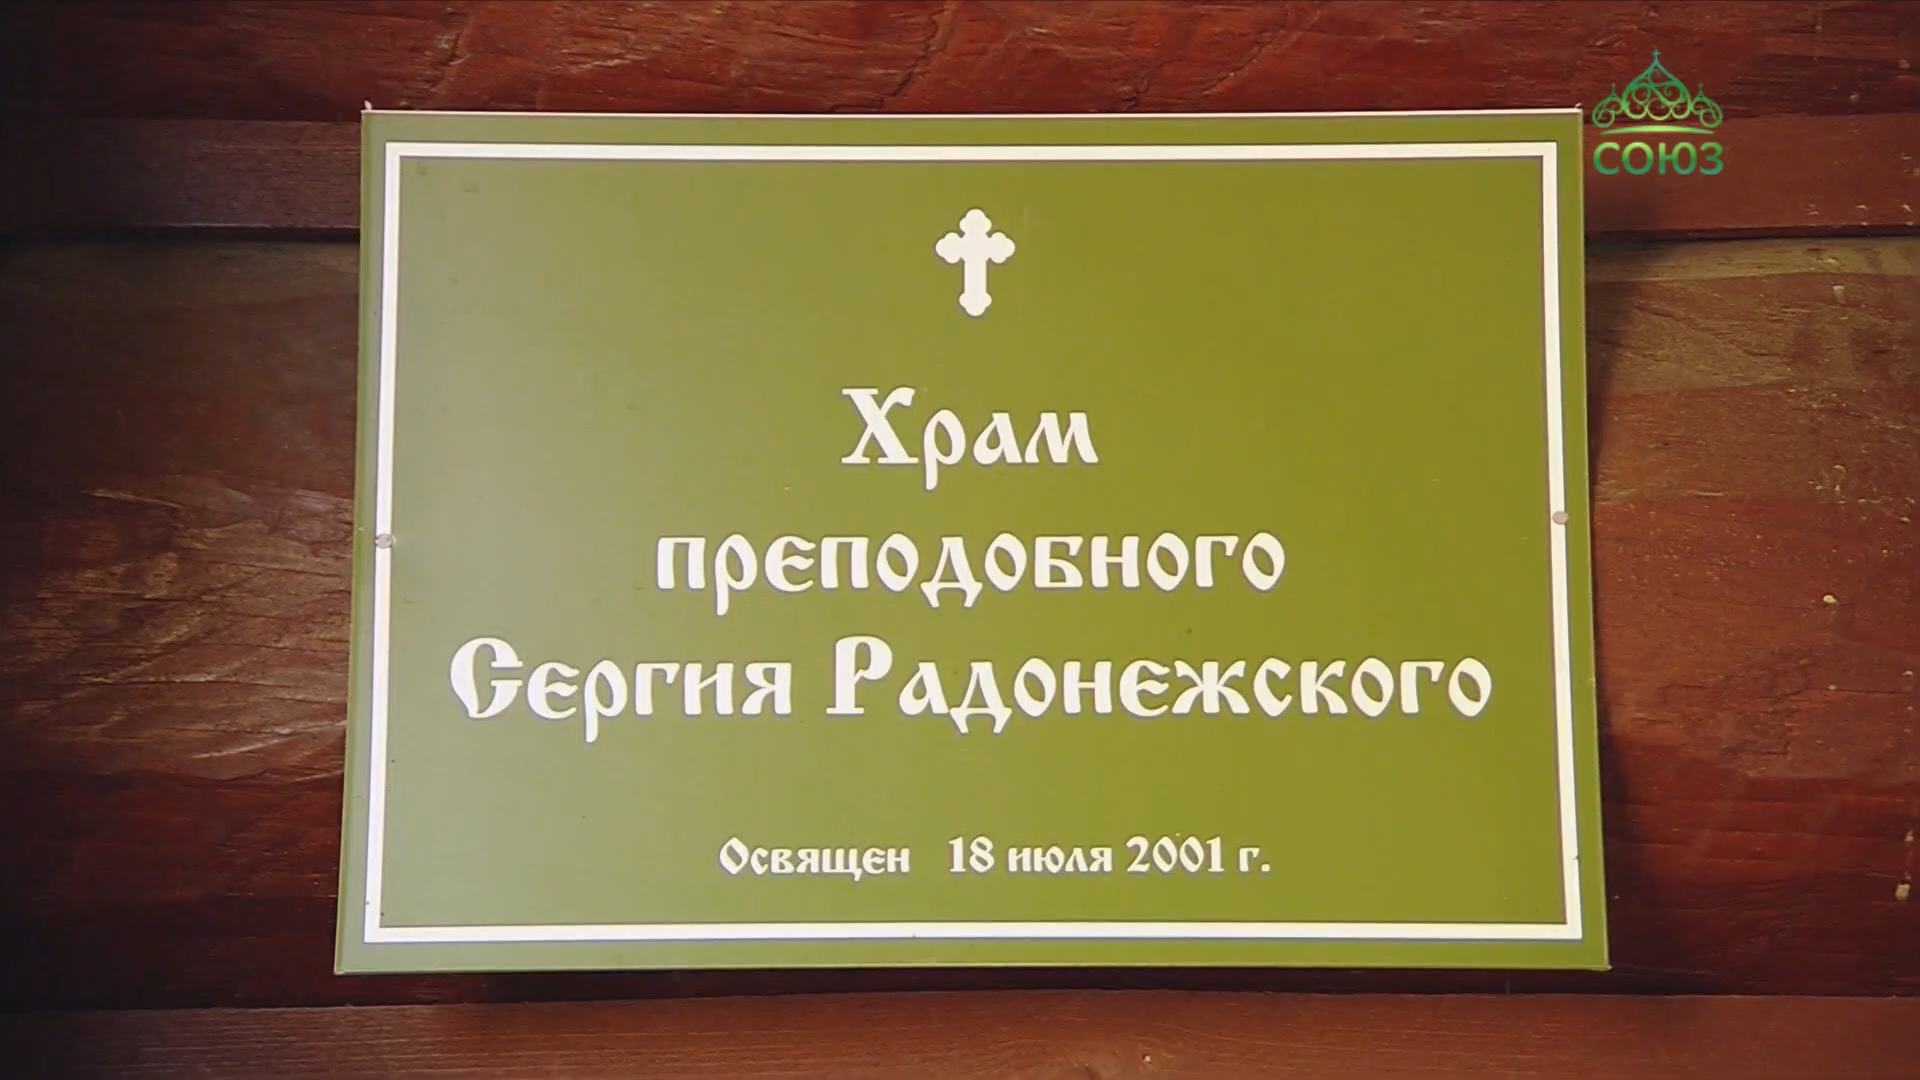 СОЮЗ
Храм
преподобного
Сергия Радонежского
Освящен 18 июля 2001 г.